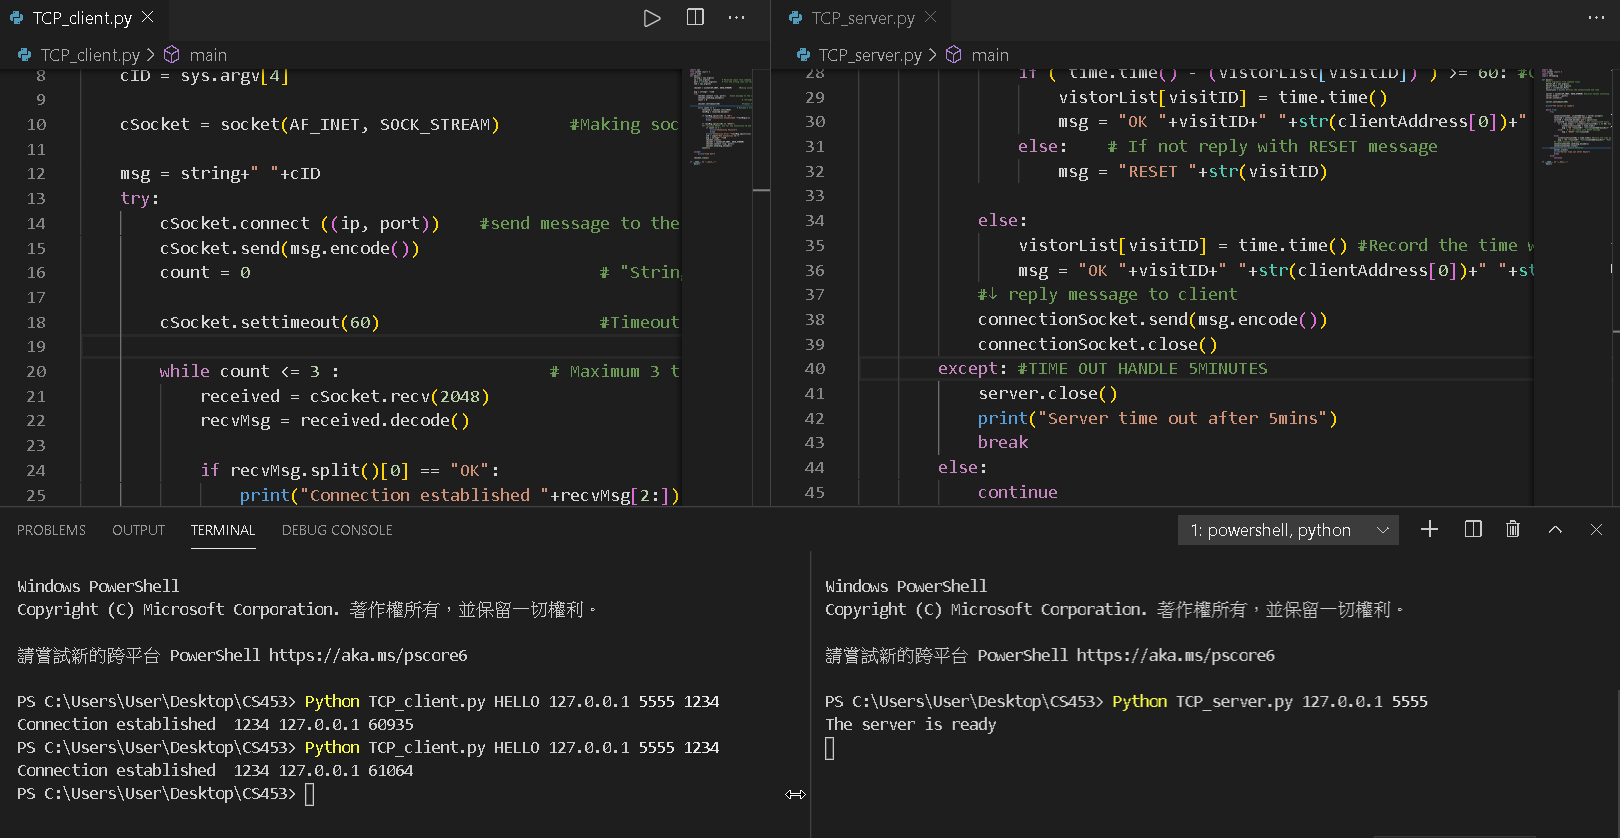 TCP_client.py
TCP_client.py > main
8 cID = sys.argv[4]
9
10 cSocket = socket(AF_INET, SOCK_STREAM) #Making soc
11
12 msg = string+" "+cID
13 try:
14 cSocket.connect ((ip, port)) #send message to the
15 cSocket.send(msg.encode())
16 count = 0 # "Strin
17
18 cSocket.settimeout(60) #Timeout
19
20 while count <= 3 : # Maximum 3 t
21 received = cSocket.recv(2048)
22 recvMsg = received.decode()
23
24 if recvMsg.split()[0] == "OK":
25 print("Connection established "+recvMsg[2:])
TCP_server.py
TCP_server.py > main
28 if ( time.time() - (vistorList[visitID]) ) >= 60: #
29 vistorList[visitID] = time.time()
30 msg = "OK "+visitID+" "+str(clientAddress[0])+"
31 else: # If not reply with RESET message
32 msg = "RESET "+str(visitID)
33
34 else:
35 vistorList[visitID] = time.time() #Record the time w
36 msg = "OK "+visitID+" "+str(clientAddress[0])+" "+st
37 #↓ reply message to client
38 connectionSocket.send(msg.encode())
39 connectionSocket.close()
40 except: #TIME OUT HANDLE 5MINUTES
41 server.close()
42 print("Server time out after 5mins")
43 break
44 else:
45 continue
PROBLEMS OUTPUT TERMINAL DEBUG CONSOLE
1: powershell, python
Windows PowerShell
Copyright (C) Microsoft Corporation. 著作權所有，並保留一切權利。
請嘗試新的跨平台 PowerShell https://aka.ms/pscore6
PS C:\Users\User\Desktop\CS453> Python TCP_client.py HELLO 127.0.0.1 5555 1234
Connection established  1234 127.0.0.1 60935
PS C:\Users\User\Desktop\CS453> Python TCP_client.py HELLO 127.0.0.1 5555 1234
Connection established  1234 127.0.0.1 61064
PS C:\Users\User\Desktop\CS453>
Windows PowerShell
Copyright (C) Microsoft Corporation. 著作權所有，並保留一切權利。
請嘗試新的跨平台 PowerShell https://aka.ms/pscore6
PS C:\Users\User\Desktop\CS453> Python TCP_server.py 127.0.0.1 5555
The server is ready